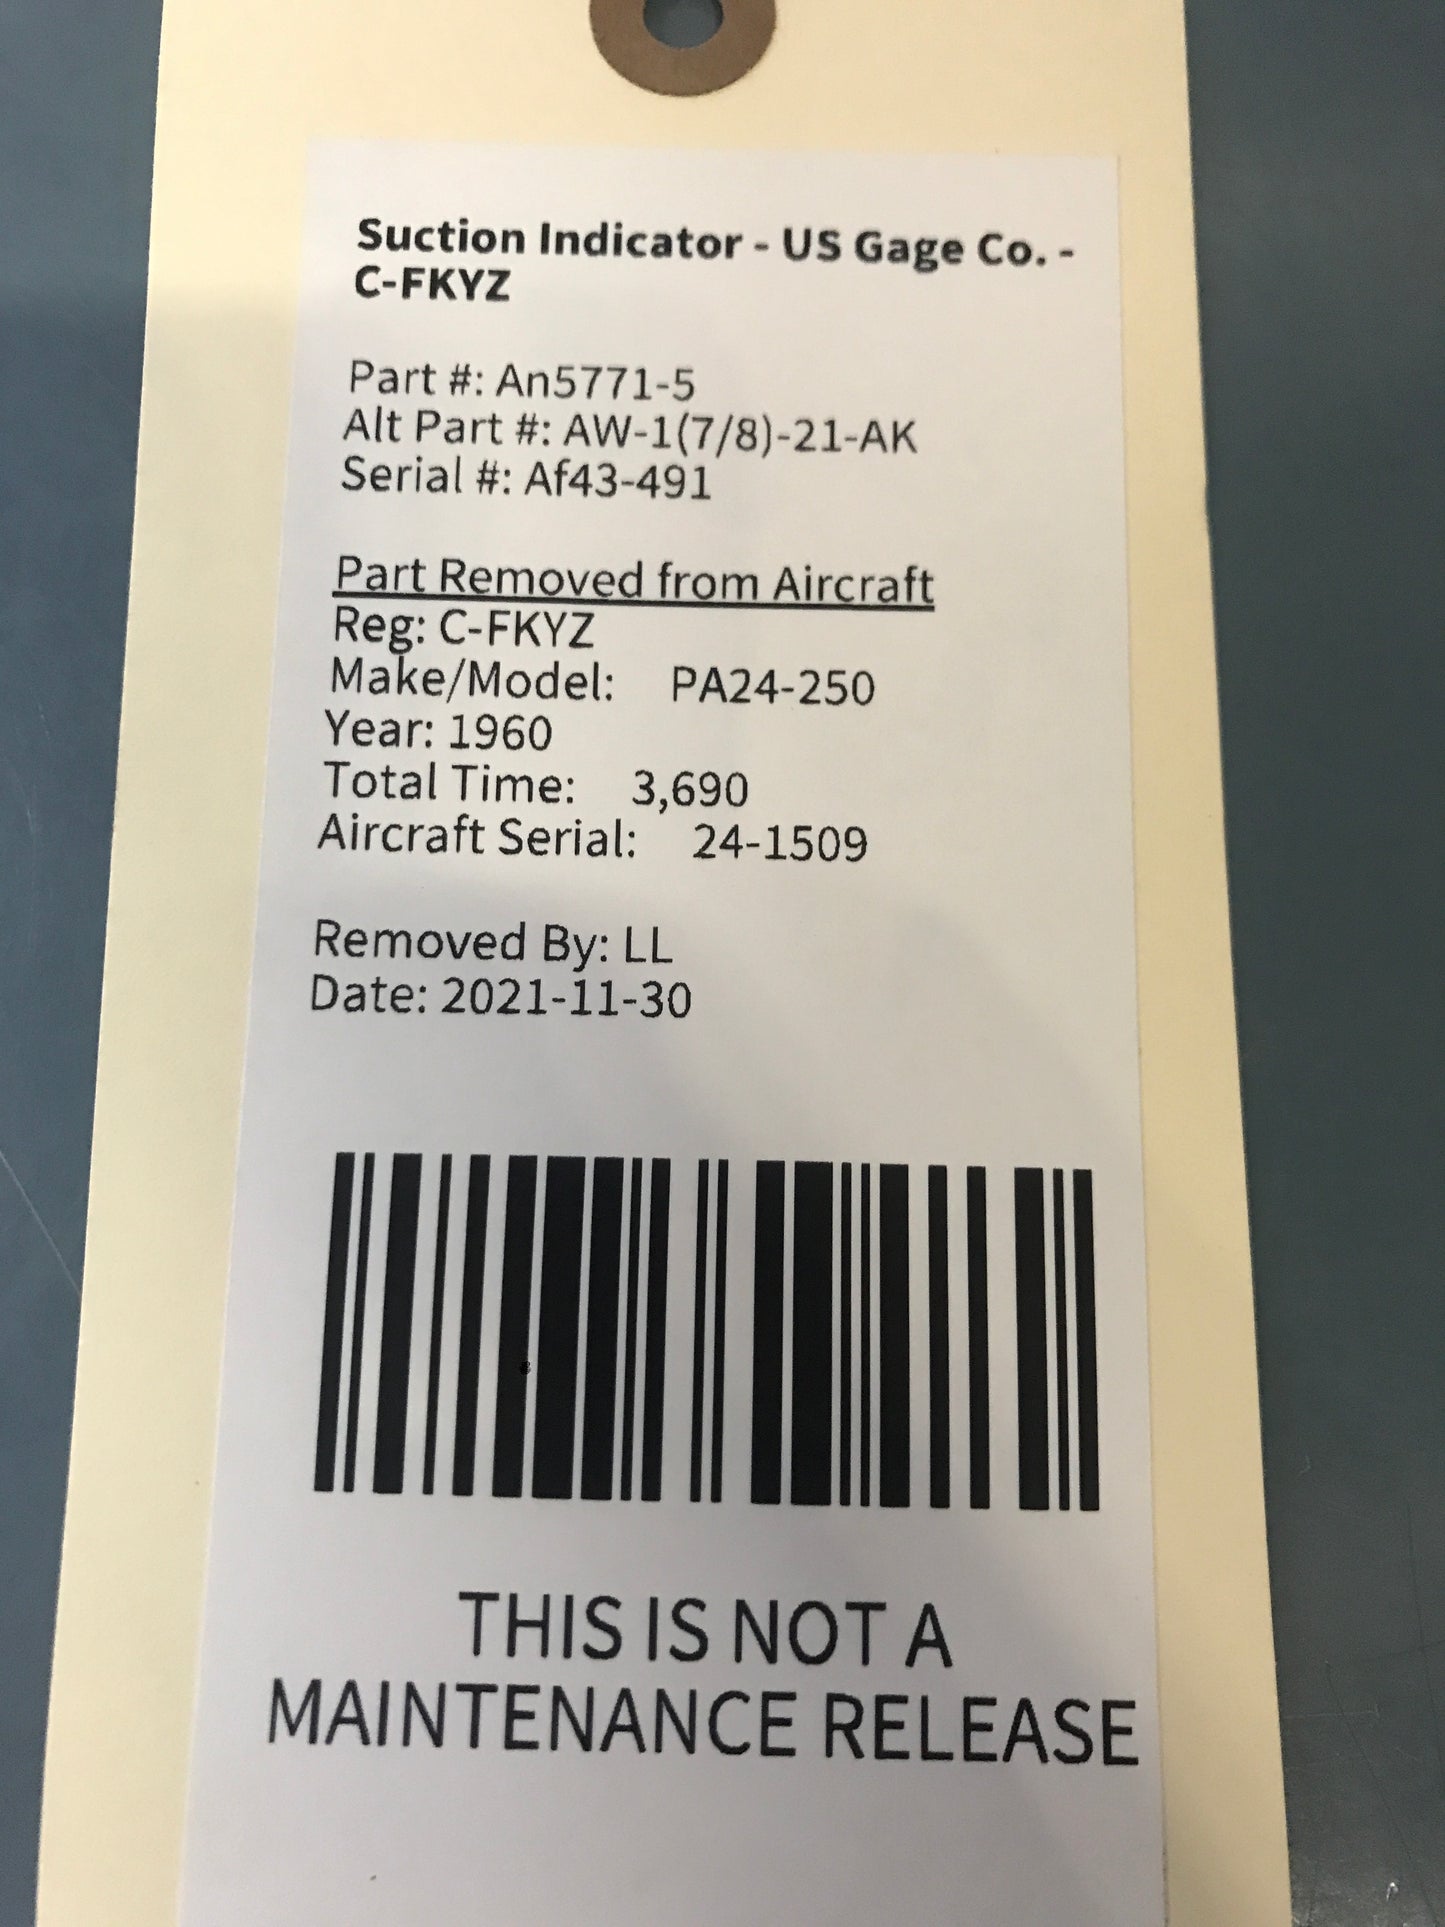 Suction Indicator - US Gage Co. -
C-FKYZ
Part #: An5771-5
Alt Part #: AW-1(7/8)-21-AK
Serial #: Af43-491
Part Removed from Aircraft
Reg: C-FKYZ
Make/Model: PA24-250
Year: 1960
Total Time: 3,690
Aircraft Serial: 24-1509
Removed By: LL
Date: 2021-11-30
THIS IS NOT A
MAINTENANCE RELEASE